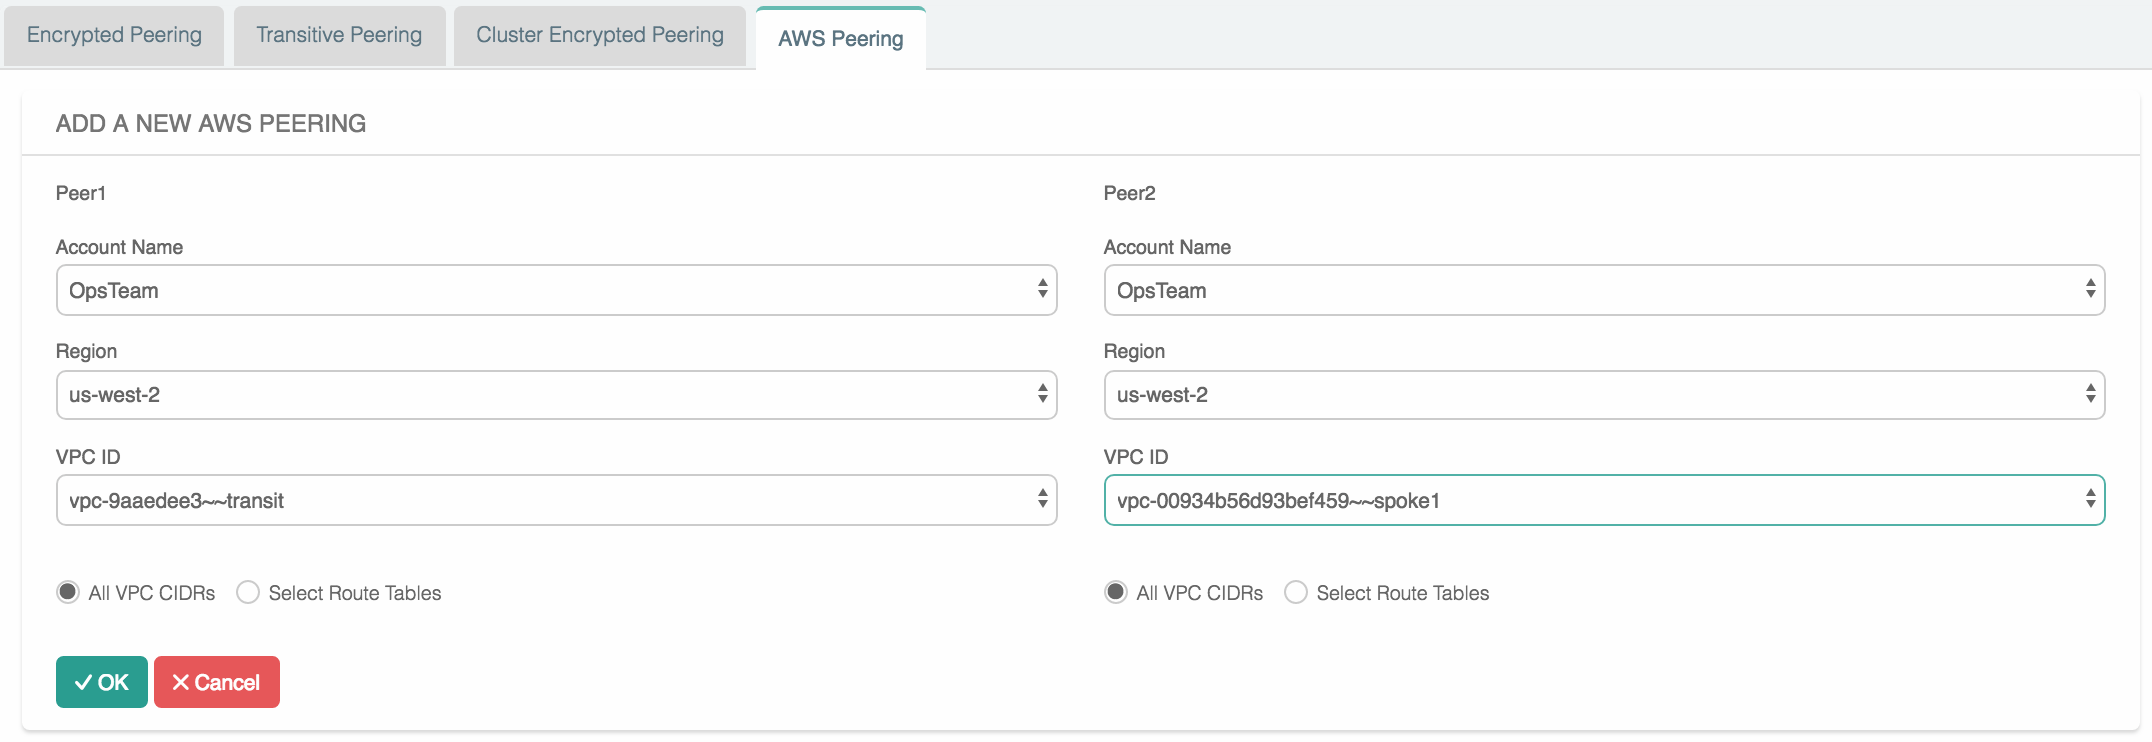 Encrypted Peering
Transitive Peering
Cluster Encrypted Peering
AWS Peering
ADD A NEW AWS PEERING
Peer1
Account Name
OpsTeam
Region
us-west-2
VPC ID
vpc-9aaedee3~~transit
All VPC CIDRs
Select Route Tables
Peer2
Account Name
OpsTeam
Region
us-west-2
VPC ID
vpc-00934b56d93bef459~~spoke1
All VPC CIDRs
Select Route Tables
OK
Cancel